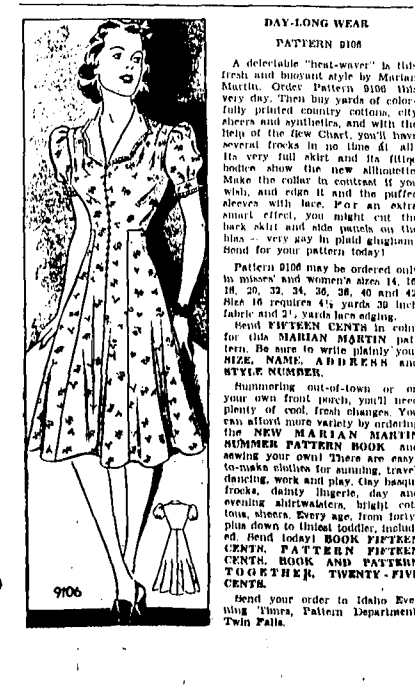 DAY-LONG WEAR
PATTERN 9106
A delectable "heat-waver" is this
fresh and buoyant style by Marian
Martin. Order Pattern 9106 this
very day. Then buy yards of color-
fully printed country cottons, city
sheers and synthetics, and with the
help of the Sew Chart, you'll have
several frocks in no time at all.
Its very full skirt and its fitted
bodice show the new silhouette.
Make the collar in contrast if you
wish, and edge it and the puffed
sleeves with lace. For an extra
smart effect, you might cut the
back skirt and side panels on the
bias -- very gay in plaid gingham.
Send for your pattern today!
Pattern 9106 may be ordered only
in misses' and women's sizes 14, 16,
18, 20, 32, 34, 36, 38, 40 and 42.
Size 16 requires 4½ yards 39 inch
fabric and 2½ yards lace edging.
Send FIFTEEN CENTS in coins
for this MARIAN MARTIN pat-
tern. Be sure to write plainly your
SIZE, NAME, ADDRESS and
STYLE NUMBER.
Summering out-of-town or on
your own front porch, you'll need
plenty of cool, fresh changes. You
can afford more variety by ordering
the NEW MARIAN MARTIN
SUMMER PATTERN BOOK and
sewing your own! There are easy-
to-make clothes for sunning, travel,
dancing, work and play. Gay basque
frocks, dainty lingerie, day and
evening shirtwaisters, bright cot-
tons, sheers. Every age, from forty-
plus down to tiniest toddler, includ-
ed. Send today! BOOK FIFTEEN
CENTS, PATTERN FIFTEEN
CENTS. BOOK AND PATTERN
TOGETHER, TWENTY-FIVE
CENTS.
Send your order to Idaho Eve-
ning Times, Pattern Department,
Twin Falls.
9106